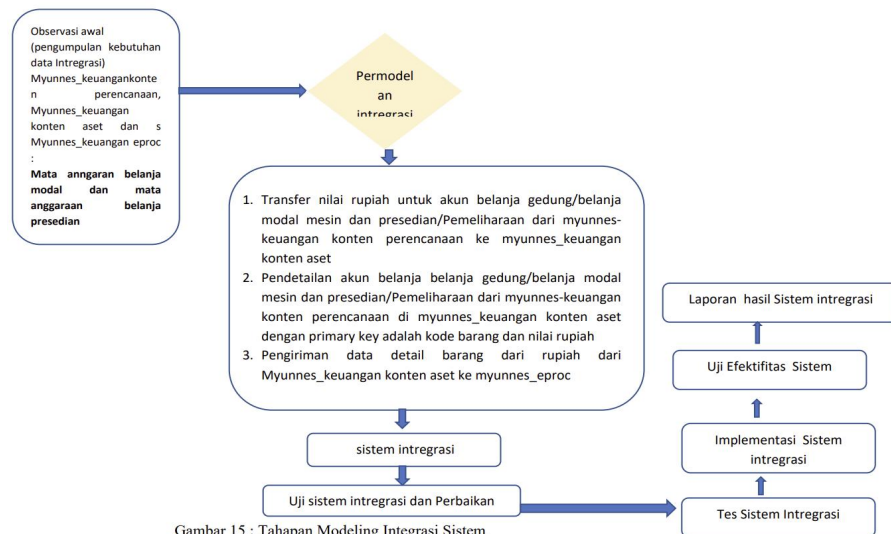 Observasi awal
(pengumpulan kebutuhan
data Intregrasi)
Myunnes_keuangankonte
n perencanaan,
Myunnes_keuangan
konten aset dan s
Myunnes_keuangan eproc
:
Mata anngaran belanja
modal dan mata
anggaraan belanja
presedian
Permodel
an
intregrasi
1. Transfer nilai rupiah untuk akun belanja gedung/belanja
modal mesin dan presedian/Pemeliharaan dari myunnes-
keuangan konten perencanaan ke myunnes_keuangan
konten aset
2. Pendetailan akun belanja belanja gedung/belanja modal
mesin dan presedian/Pemeliharaan dari myunnes-keuangan
konten perencanaan di myunnes_keuangan konten aset
dengan primary key adalah kode barang dan nilai rupiah
3. Pengiriman data detail barang dari rupiah dari
Myunnes_keuangan konten aset ke myunnes_eproc
sistem intregrasi
Uji sistem intregrasi dan Perbaikan
Tes Sistem Intregrasi
Implementasi Sistem
intregrasi
Uji Efektifitas Sistem
Laporan hasil Sistem intregrasi
Gambar 15 : Tahapan Modeling Integrasi Sistem